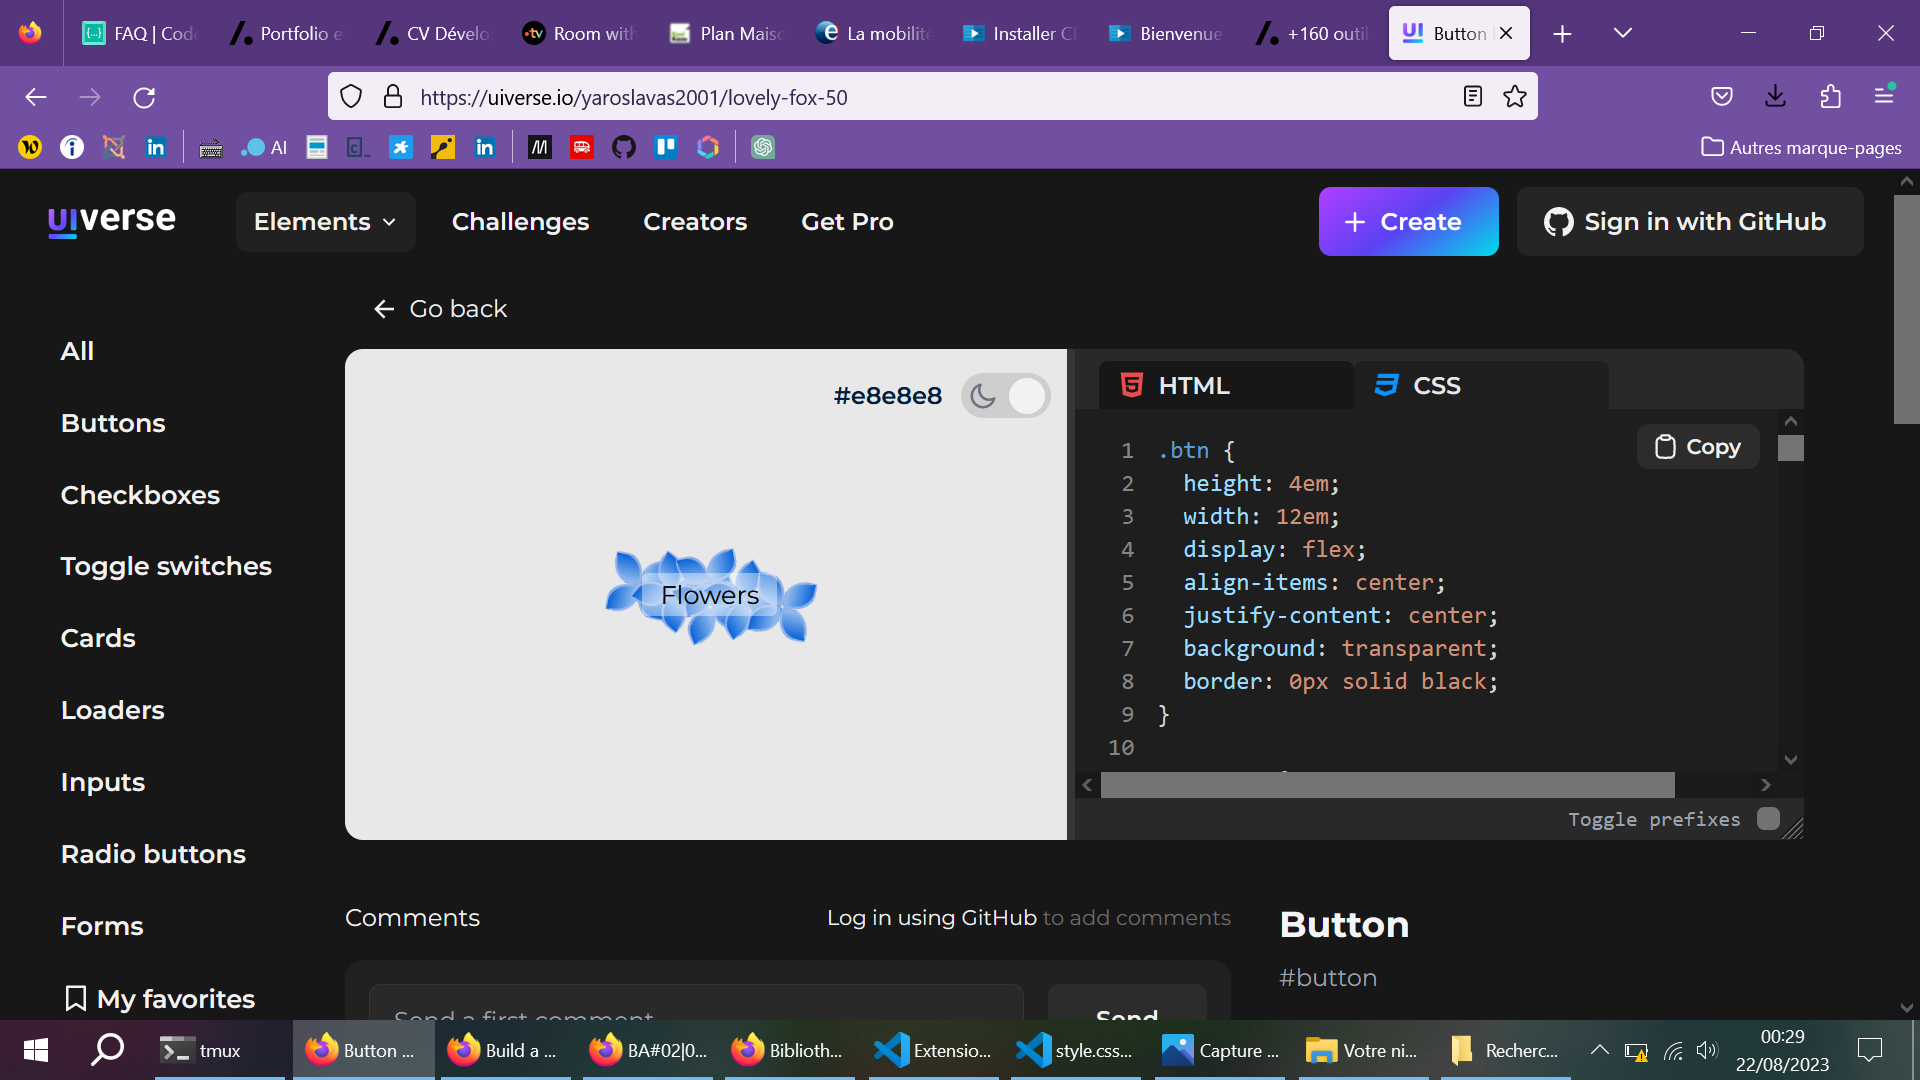 FAQ | Code
Portfolio e
CV Dévelo
Room with
Plan Maiso
La mobilité
Installer Cl
Bienvenue
+160 outil
Button
https://uiverse.io/yaroslavas2001/lovely-fox-50
AI
Autres marque-pages
uiverse
Elements
Challenges
Creators
Get Pro
+ Create
Sign in with GitHub
← Go back
All
Buttons
Checkboxes
Toggle switches
Cards
Loaders
Inputs
Radio buttons
Forms
My favorites
#e8e8e8
Flowers
HTML
CSS
Copy
1 .btn {
2 height: 4em;
3 width: 12em;
4 display: flex;
5 align-items: center;
6 justify-content: center;
7 background: transparent;
8 border: 0px solid black;
9 }
10
Toggle prefixes
Comments
Log in using GitHub to add comments
Send a first comment
Send
Button
#button
tmux
Button ...
Build a ...
BA#02|0...
Biblioth...
Extensio...
style.css...
Capture ...
Votre ni...
Recherc...
00:29
22/08/2023